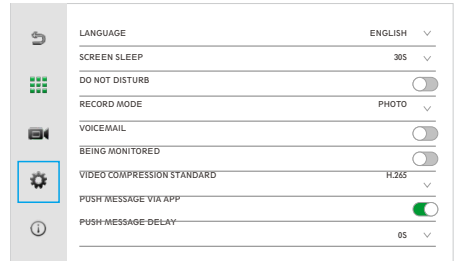 LANGUAGE ENGLISH
SCREEN SLEEP 30S
DO NOT DISTURB
RECORD MODE PHOTO
VOICEMAIL
BEING MONITORED
VIDEO COMPRESSION STANDARD H.265
PUSH MESSAGE VIA APP
PUSH MESSAGE DELAY
0S